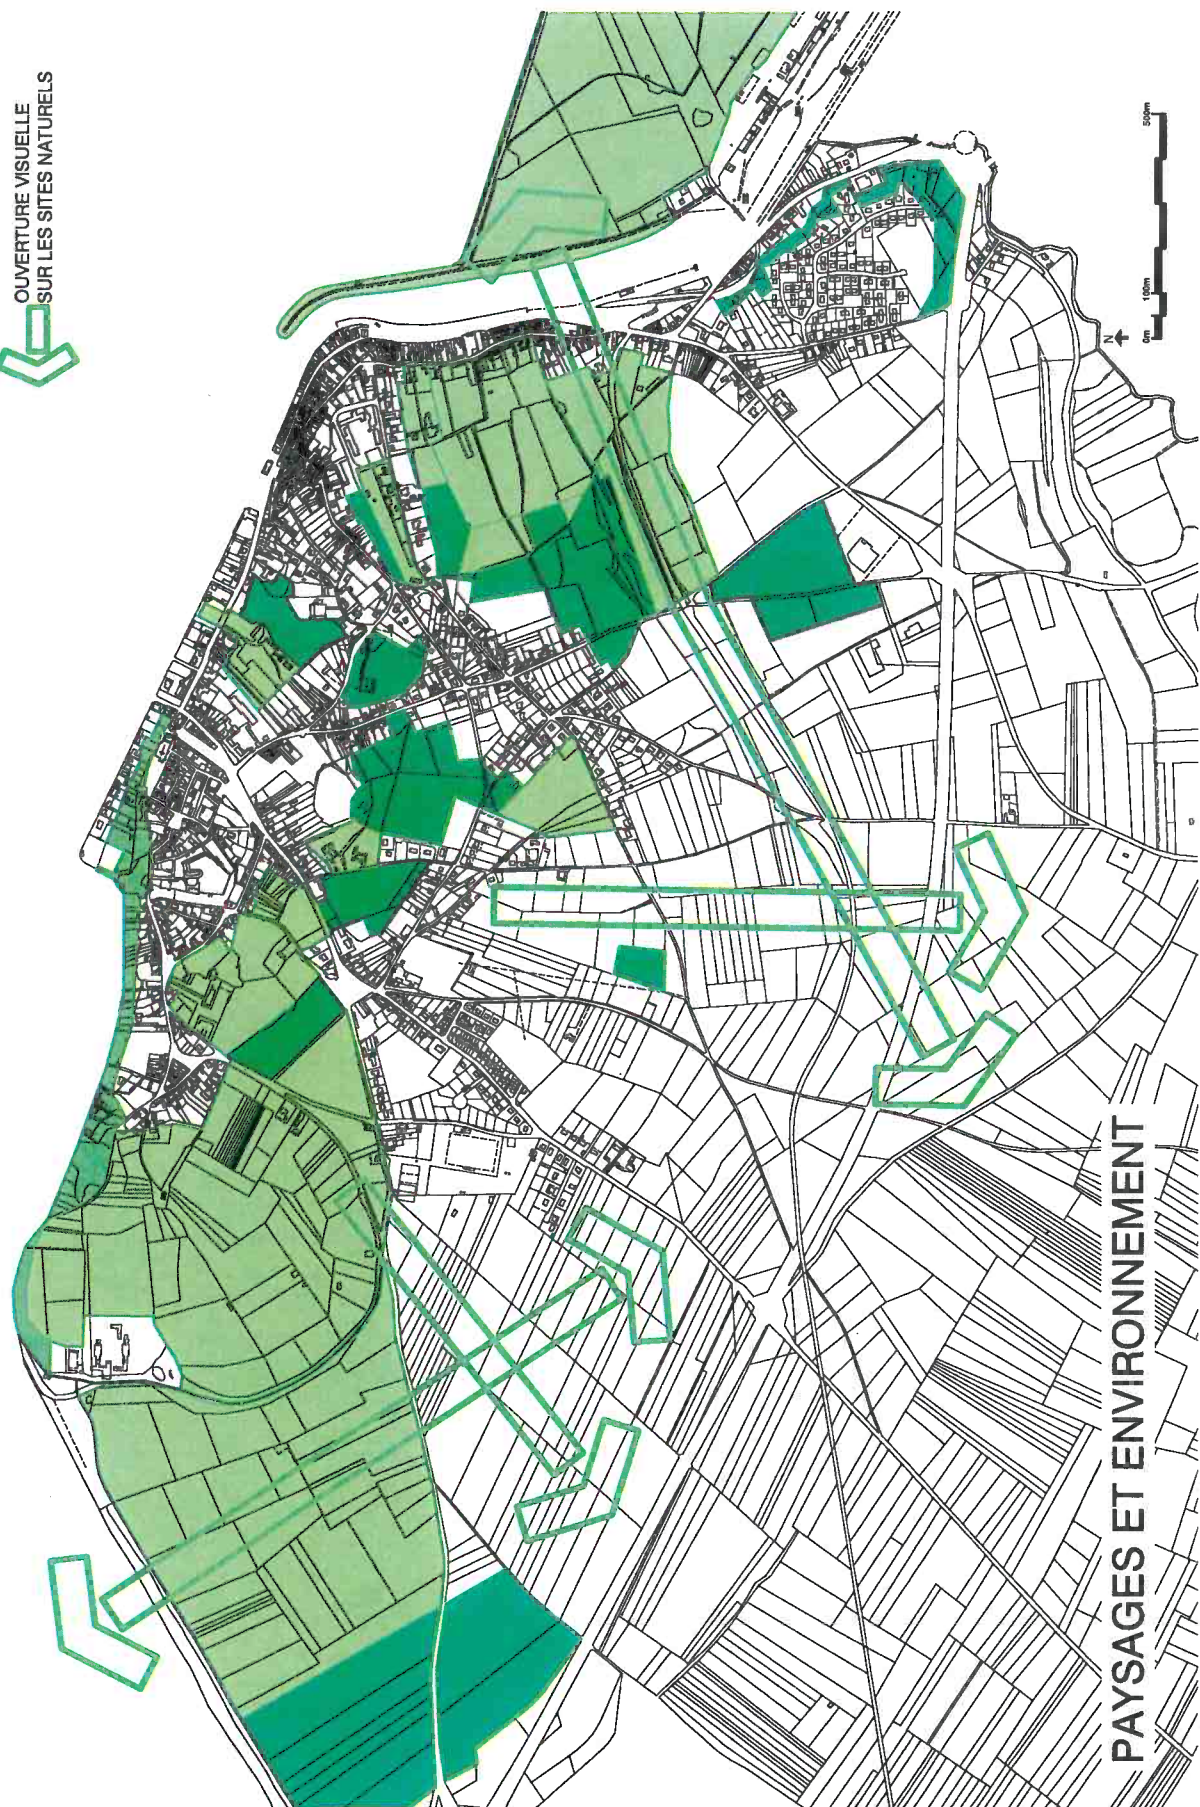 OUVERTURE VISUELLE
SUR LES SITES NATURELS
N
0m 100m 500m
PAYSAGES ET ENVIRONNEMENT